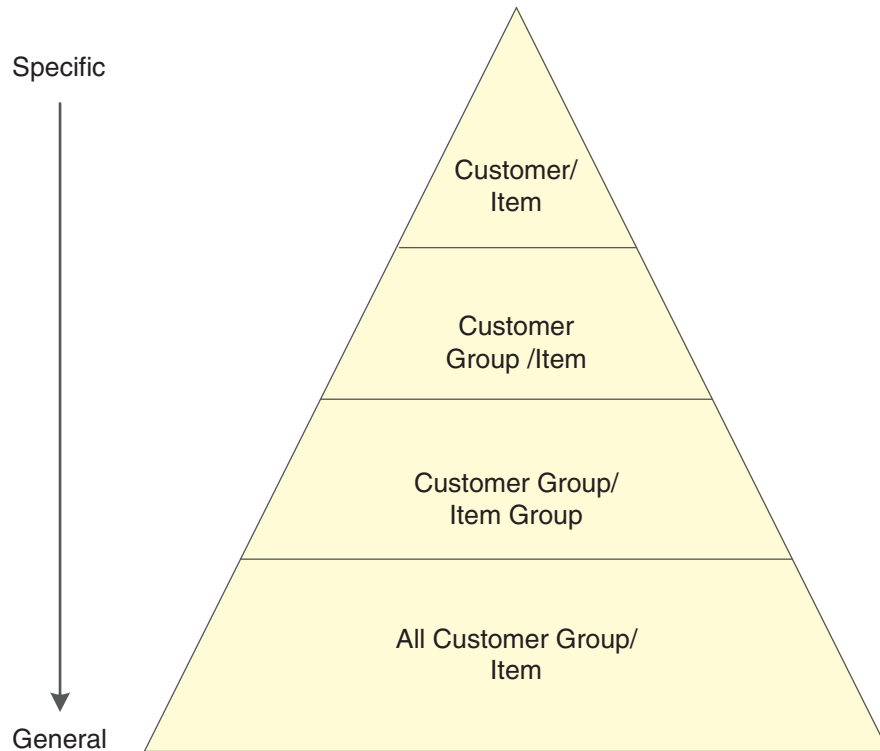 Specific
Customer/
Item
Customer
Group /Item
Customer Group/
Item Group
All Customer Group/
Item
General